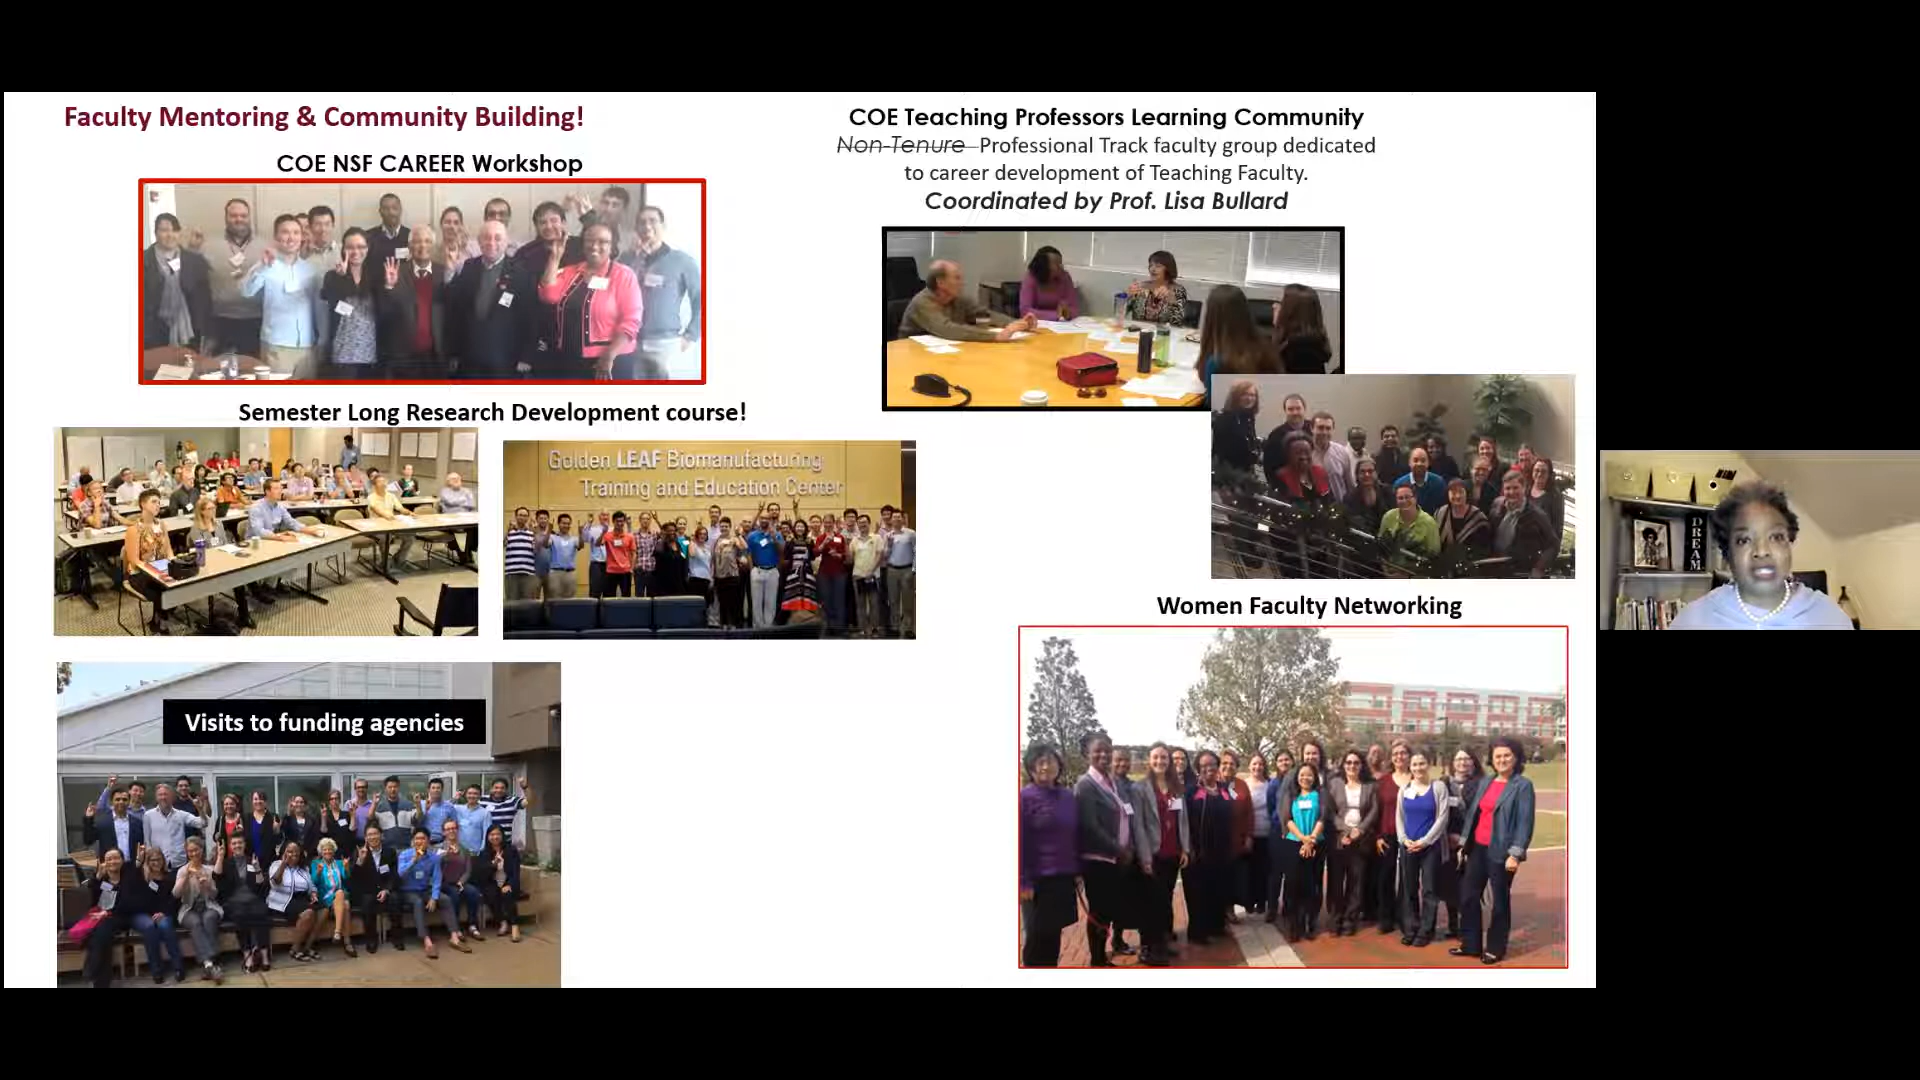 Faculty Mentoring & Community Building!
COE NSF CAREER Workshop
Semester Long Research Development course!
Golden LEAF Biomanufacturing
Training and Education Center
Visits to funding agencies
COE Teaching Professors Learning Community
Non-Tenure Professional Track faculty group dedicated
to career development of Teaching Faculty.
Coordinated by Prof. Lisa Bullard
Women Faculty Networking
DREAM